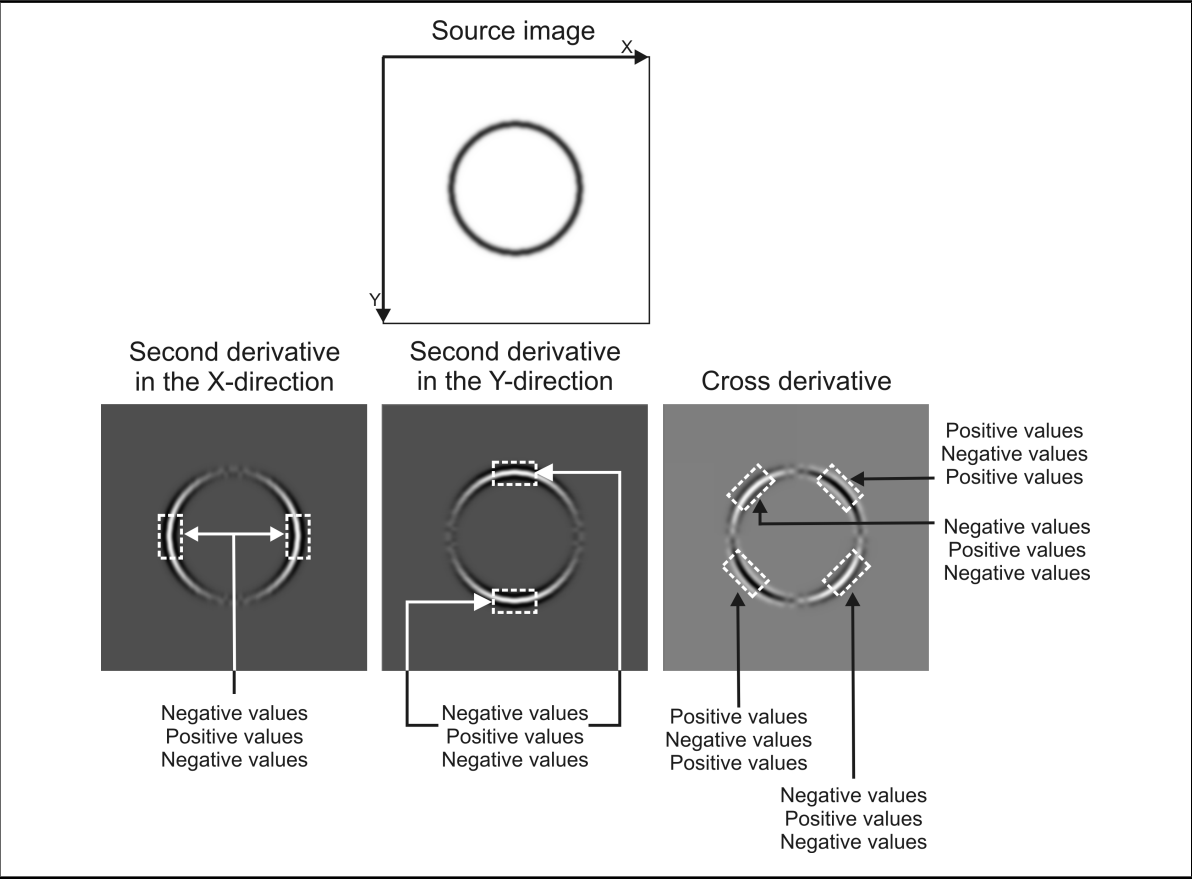 Source image
X
Y
Second derivative
in the X-direction
Second derivative
in the Y-direction
Cross derivative
Positive values
Negative values
Positive values
Negative values
Positive values
Negative values
Negative values
Positive values
Negative values
Negative values
Positive values
Negative values
Positive values
Negative values
Positive values
Negative values
Positive values
Negative values